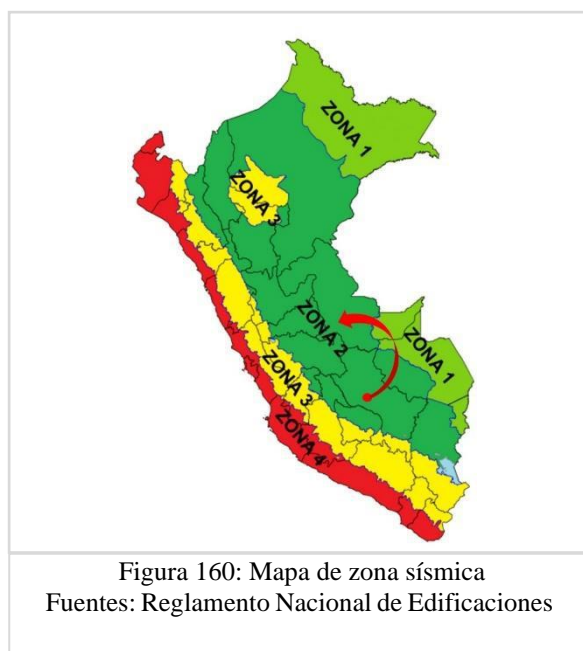 ZONA 1
ZONA 3
ZONA 2
ZONA 1
ZONA 3
ZONA 4
Figura 160: Mapa de zona sísmica
Fuentes: Reglamento Nacional de Edificaciones